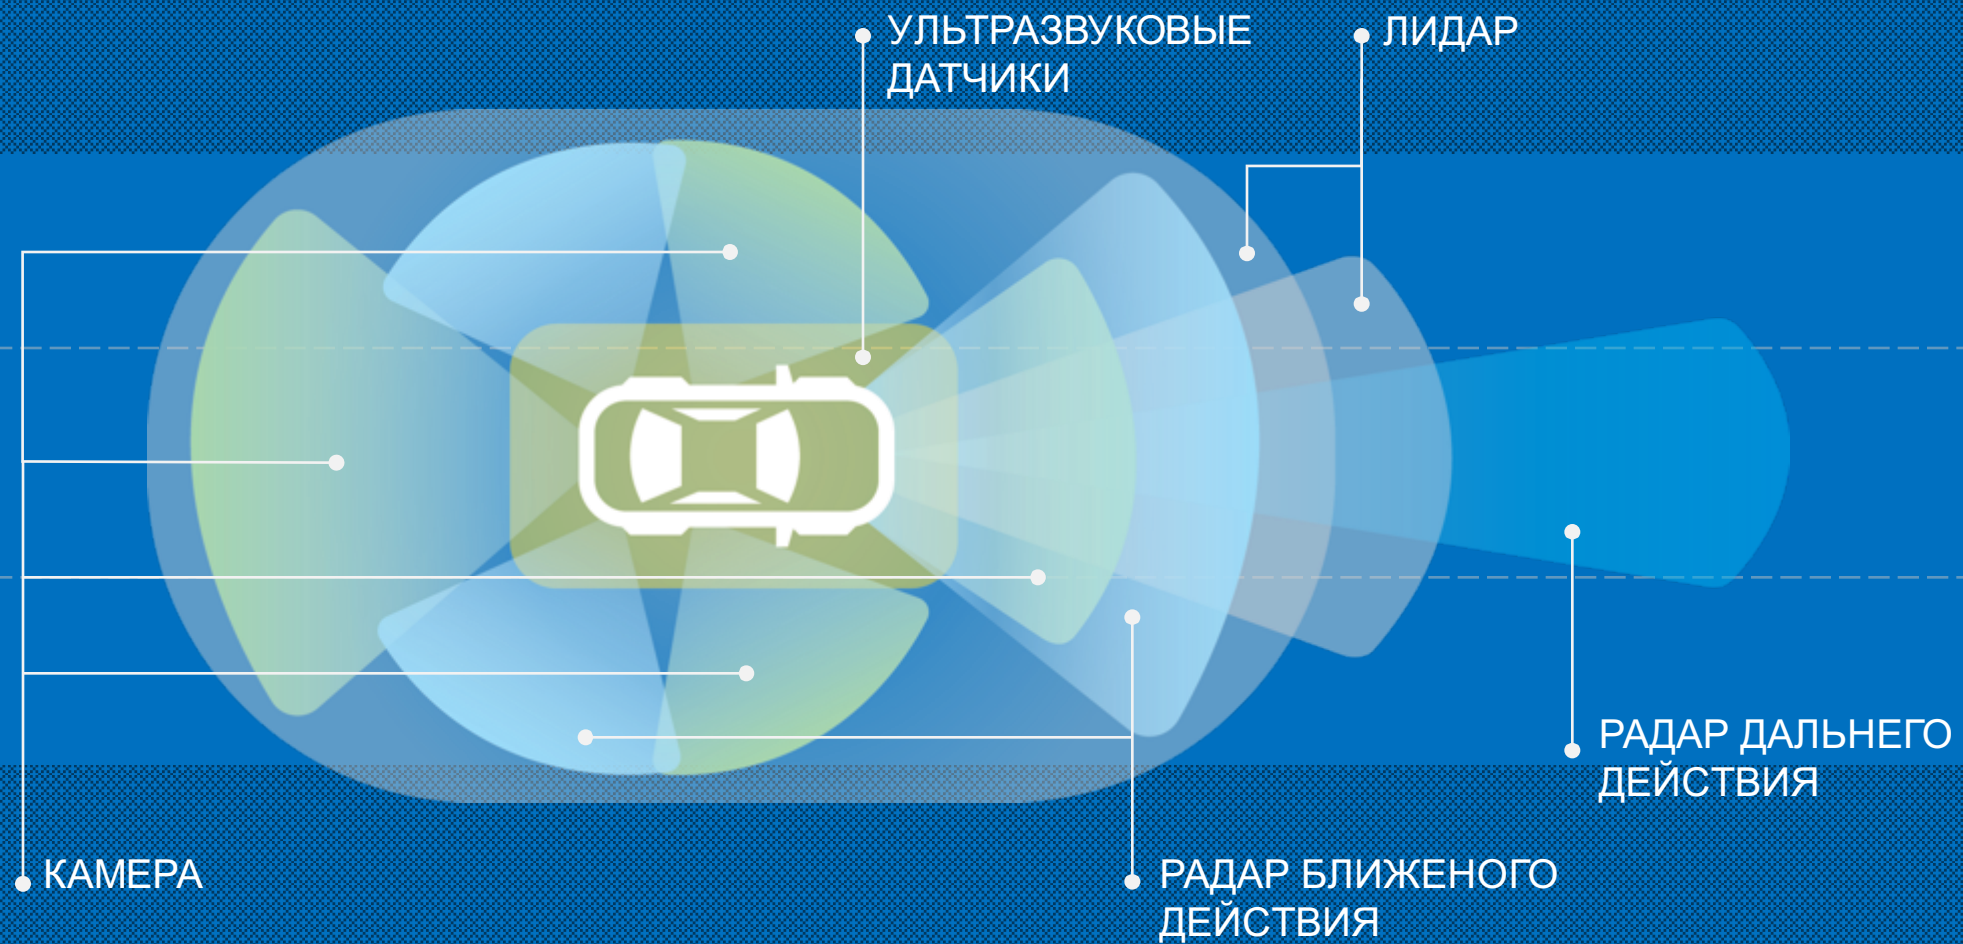 УЛЬТРАЗВУКОВЫЕ
ДАТЧИКИ
ЛИДАР
РАДАР ДАЛЬНЕГО
ДЕЙСТВИЯ
КАМЕРА
РАДАР БЛИЖЕНОГО
ДЕЙСТВИЯ